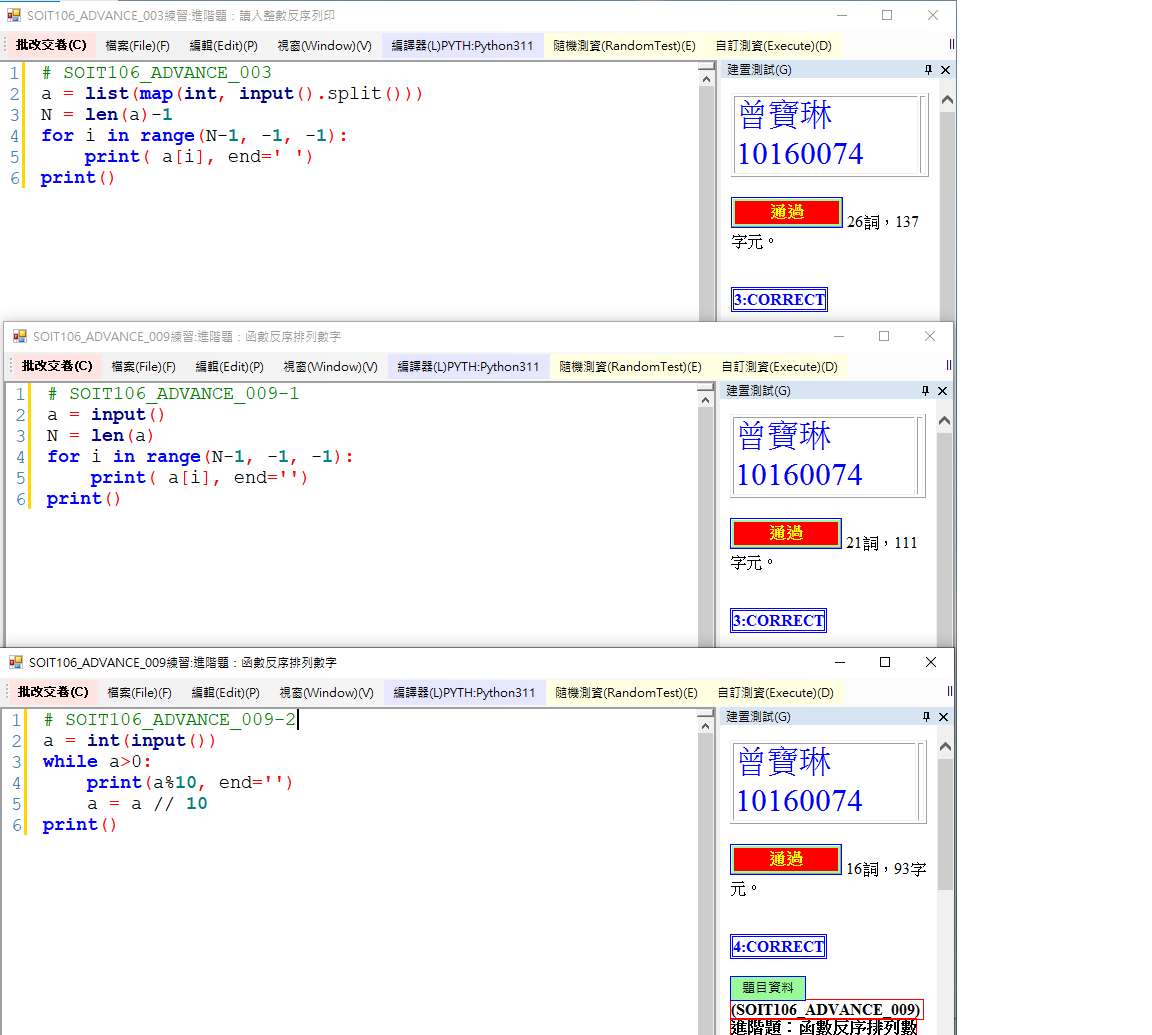 SOIT106_ADVANCE_003練習:進階題：讀入整數反序列印
批改交卷(C) 檔案(File)(F) 編輯(Edit)(P) 視窗(Window)(V) 編譯器(L)PYTH:Python311 隨機測資(RandomTest)(E) 自訂測資(Execute)(D)
建置測試(G)
1 # SOIT106_ADVANCE_003
2 a = list(map(int, input().split()))
3 N = len(a)-1
4 for i in range(N-1, -1, -1):
5 print( a[i], end=' ')
6 print()
曾寶琳
10160074
通過 26詞，137
字元。
3:CORRECT
SOIT106_ADVANCE_009練習:進階題：函數反序排列數字
批改交卷(C) 檔案(File)(F) 編輯(Edit)(P) 視窗(Window)(V) 編譯器(L)PYTH:Python311 隨機測資(RandomTest)(E) 自訂測資(Execute)(D)
建置測試(G)
1 # SOIT106_ADVANCE_009-1
2 a = input()
3 N = len(a)
4 for i in range(N-1, -1, -1):
5 print( a[i], end='')
6 print()
曾寶琳
10160074
通過 21詞，111
字元。
3:CORRECT
SOIT106_ADVANCE_009練習:進階題：函數反序排列數字
批改交卷(C) 檔案(File)(F) 編輯(Edit)(P) 視窗(Window)(V) 編譯器(L)PYTH:Python311 隨機測資(RandomTest)(E) 自訂測資(Execute)(D)
建置測試(G)
1 # SOIT106_ADVANCE_009-2
2 a = int(input())
3 while a>0:
4 print(a%10, end='')
5 a = a // 10
6 print()
曾寶琳
10160074
通過 16詞，93字
元。
4:CORRECT
題目資料
(SOIT106_ADVANCE_009)
進階題：函數反序排列數